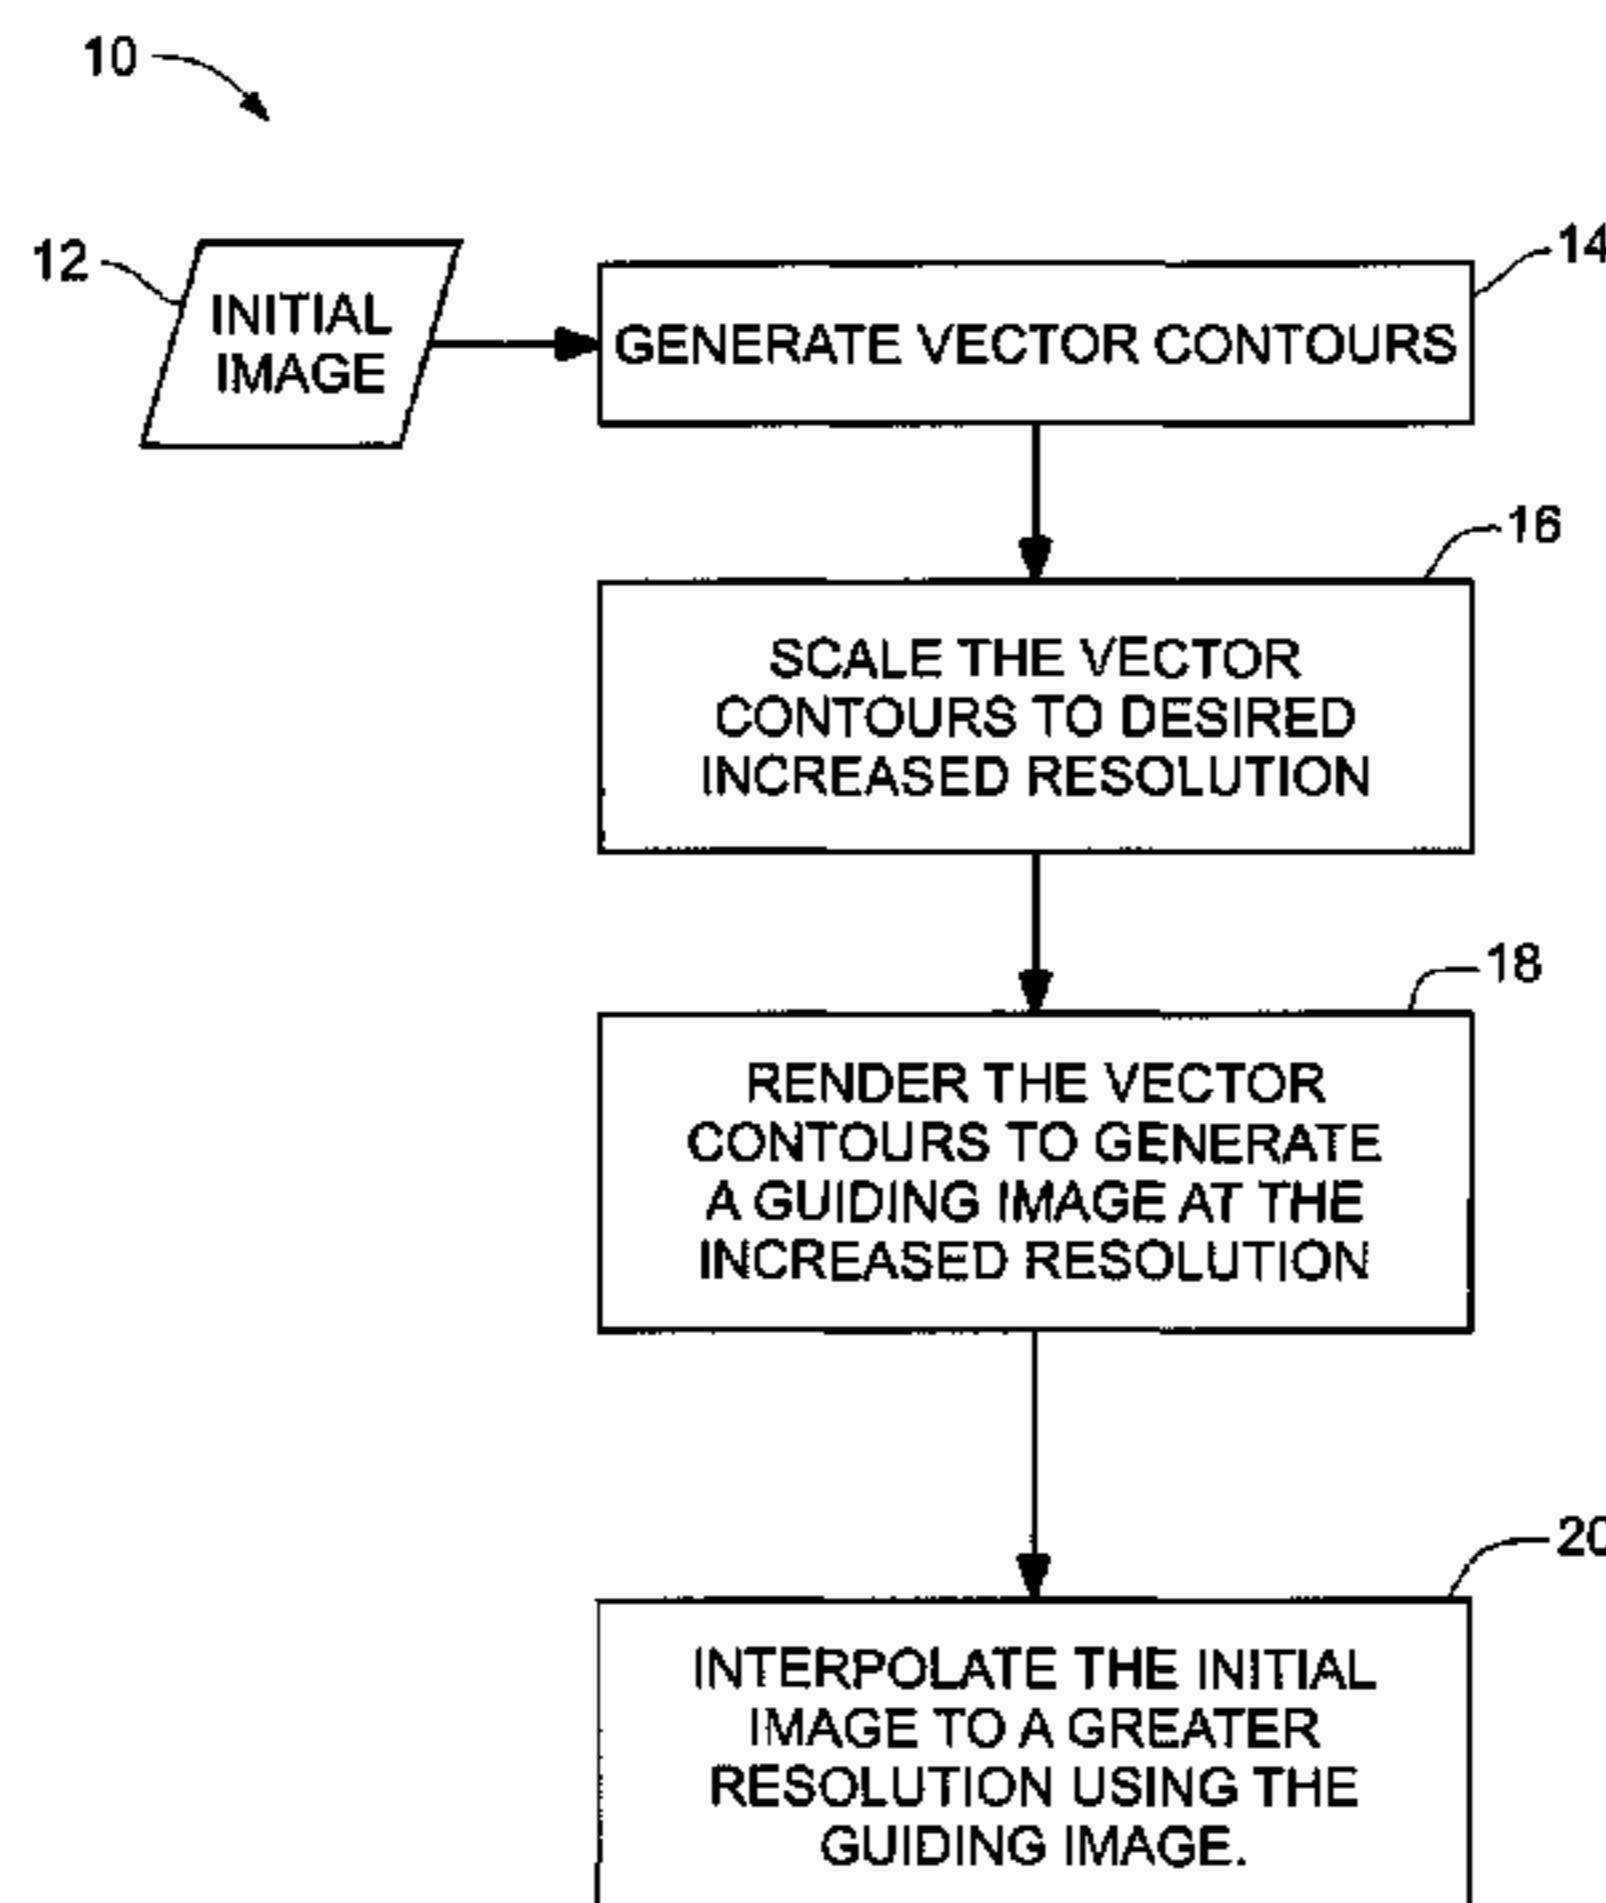 10
12
INITIAL
IMAGE
14
GENERATE VECTOR CONTOURS
16
SCALE THE VECTOR
CONTOURS TO DESIRED
INCREASED RESOLUTION
18
RENDER THE VECTOR
CONTOURS TO GENERATE
A GUIDING IMAGE AT THE
INCREASED RESOLUTION
20
INTERPOLATE THE INITIAL
IMAGE TO A GREATER
RESOLUTION USING THE
GUIDING IMAGE.